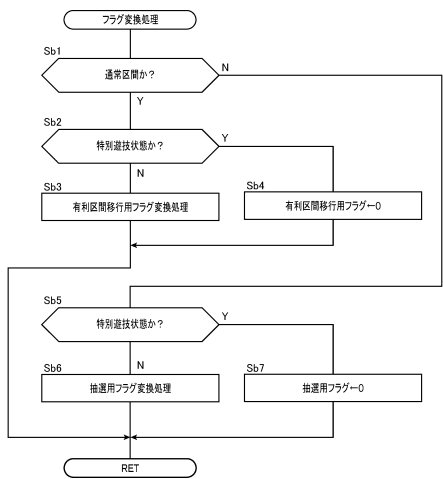 フラグ変換処理
Sb1
通常区間か？
N
Y
Sb2
特別遊技状態か？
Y
N
Sb3
有利区間移行用フラグ変換処理
Sb4
有利区間移行用フラグ←0
Sb5
特別遊技状態か？
Y
N
Sb6
抽選用フラグ変換処理
Sb7
抽選用フラグ←0
RET